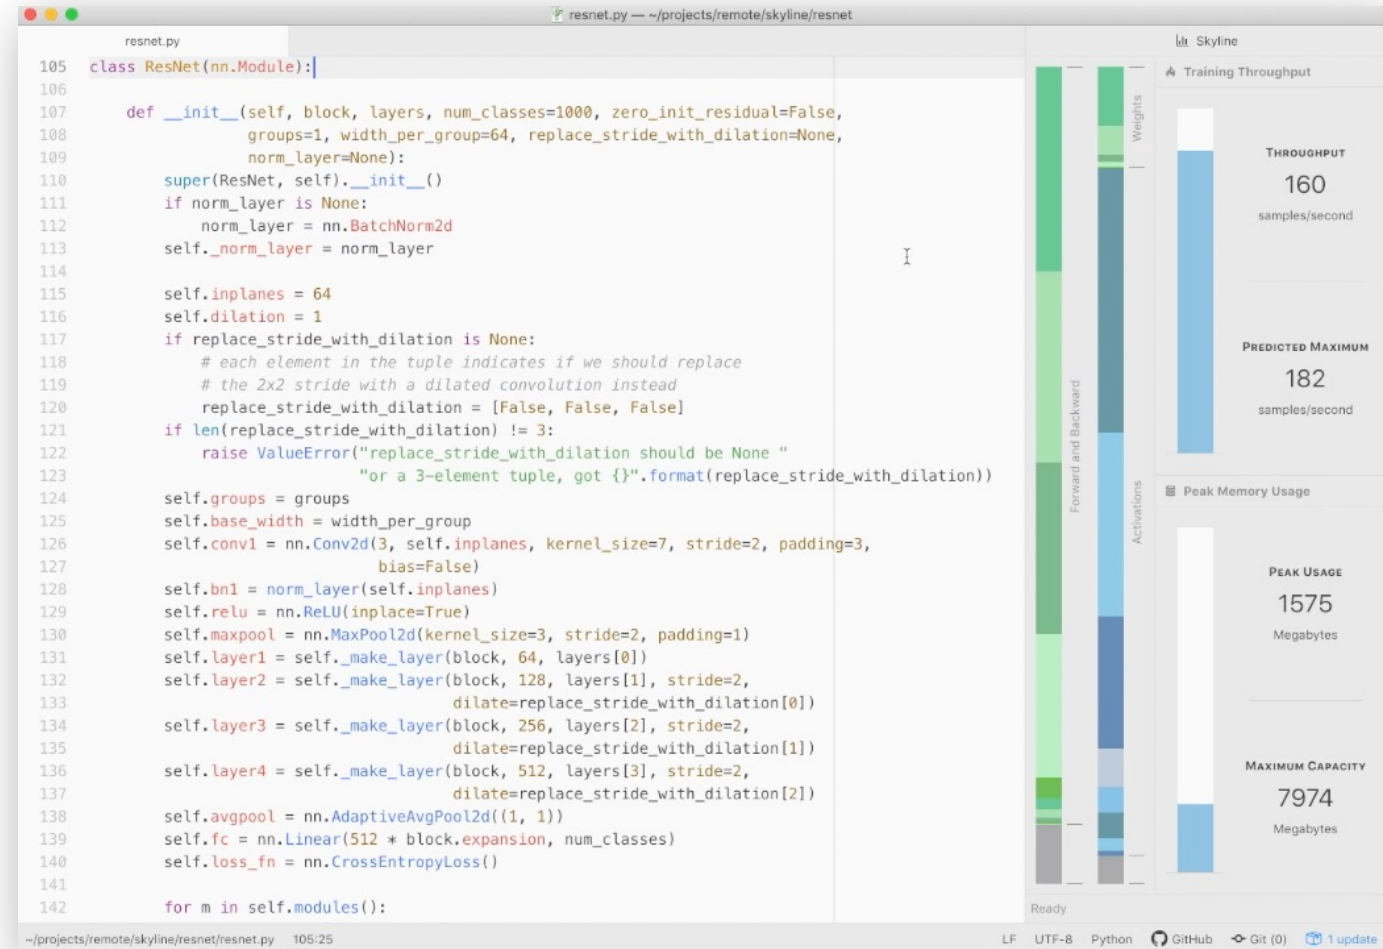 resnet.py — ~/projects/remote/skyline/resnet
resnet.py
105 class ResNet(nn.Module):
106
107     def __init__(self, block, layers, num_classes=1000, zero_init_residual=False,
108                  groups=1, width_per_group=64, replace_stride_with_dilation=None,
109                  norm_layer=None):
110         super(ResNet, self).__init__()
111         if norm_layer is None:
112             norm_layer = nn.BatchNorm2d
113         self._norm_layer = norm_layer
114
115         self.inplanes = 64
116         self.dilation = 1
117         if replace_stride_with_dilation is None:
118             # each element in the tuple indicates if we should replace
119             # the 2x2 stride with a dilated convolution instead
120             replace_stride_with_dilation = [False, False, False]
121         if len(replace_stride_with_dilation) != 3:
122             raise ValueError("replace_stride_with_dilation should be None "
123                              "or a 3-element tuple, got {}".format(replace_stride_with_dilation))
124         self.groups = groups
125         self.base_width = width_per_group
126         self.conv1 = nn.Conv2d(3, self.inplanes, kernel_size=7, stride=2, padding=3,
127                                bias=False)
128         self.bn1 = norm_layer(self.inplanes)
129         self.relu = nn.ReLU(inplace=True)
130         self.maxpool = nn.MaxPool2d(kernel_size=3, stride=2, padding=1)
131         self.layer1 = self._make_layer(block, 64, layers[0])
132         self.layer2 = self._make_layer(block, 128, layers[1], stride=2,
133                                        dilate=replace_stride_with_dilation[0])
134         self.layer3 = self._make_layer(block, 256, layers[2], stride=2,
135                                        dilate=replace_stride_with_dilation[1])
136         self.layer4 = self._make_layer(block, 512, layers[3], stride=2,
137                                        dilate=replace_stride_with_dilation[2])
138         self.avgpool = nn.AdaptiveAvgPool2d((1, 1))
139         self.fc = nn.Linear(512 * block.expansion, num_classes)
140         self.loss_fn = nn.CrossEntropyLoss()
141
142         for m in self.modules():
Forward and Backward
Weights
Activations
Skyline
Training Throughput
THROUGHPUT
160
samples/second
PREDICTED MAXIMUM
182
samples/second
Peak Memory Usage
PEAK USAGE
1575
Megabytes
MAXIMUM CAPACITY
7974
Megabytes
Ready
~/projects/remote/skyline/resnet/resnet.py 105:25
LF UTF-8 Python GitHub Git (0) 1 update